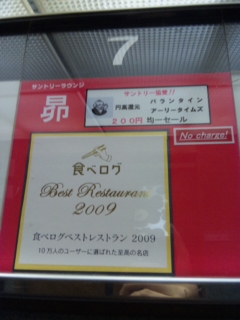 7
サントリーラウンジ
昴
サントリー協賛!!
円高還元
バランタイン
アーリータイムズ
200円 均一セール
No charge!
食べログ
Best Restaurant
2009
食べログベストレストラン 2009
10万人のユーザーに選ばれた至高の名店